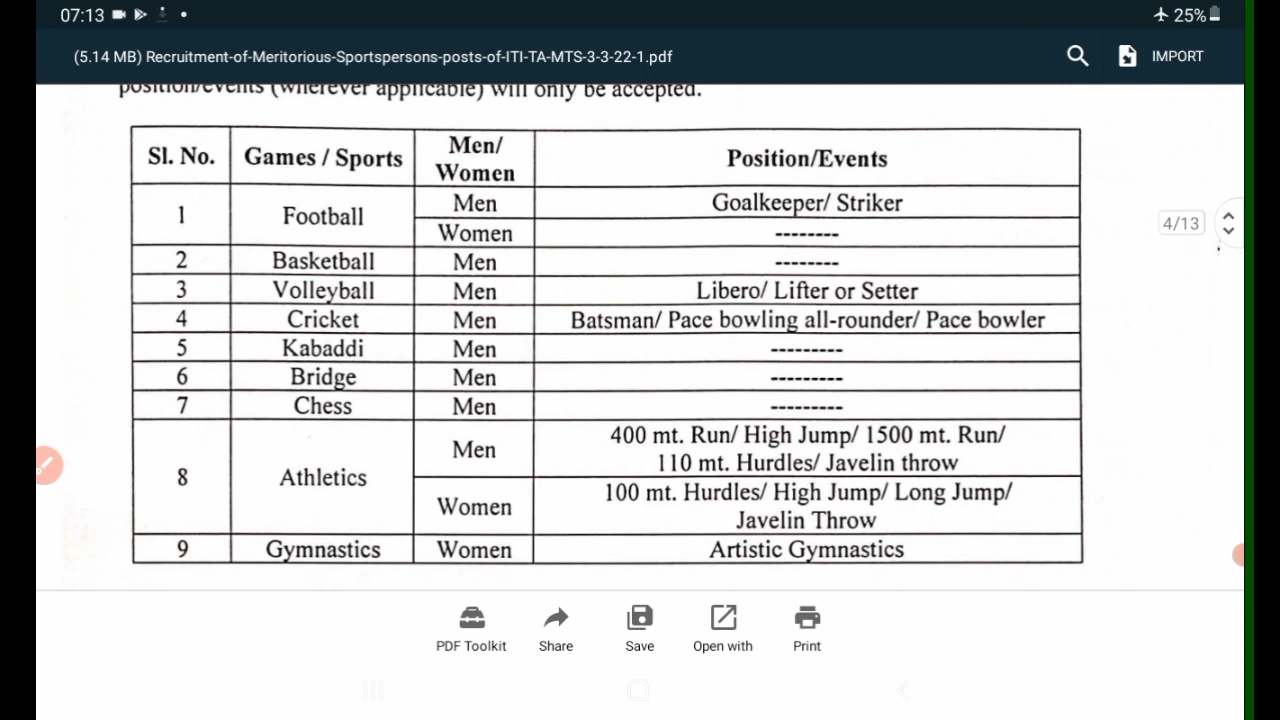 07:13
25%
(5.14 MB) Recruitment-of-Meritorious-Sportspersons-posts-of-ITI-TA-MTS-3-3-22-1.pdf
IMPORT
position/events (wherever applicable) will only be accepted.
Sl. No. Games / Sports Men/ Women Position/Events
1 Football Men Goalkeeper/ Striker
Women --------
2 Basketball Men --------
3 Volleyball Men Libero/ Lifter or Setter
4 Cricket Men Batsman/ Pace bowling all-rounder/ Pace bowler
5 Kabaddi Men ---------
6 Bridge Men ---------
7 Chess Men ---------
8 Athletics Men 400 mt. Run/ High Jump/ 1500 mt. Run/
110 mt. Hurdles/ Javelin throw
Women 100 mt. Hurdles/ High Jump/ Long Jump/
Javelin Throw
9 Gymnastics Women Artistic Gymnastics
4/13
PDF Toolkit Share Save Open with Print